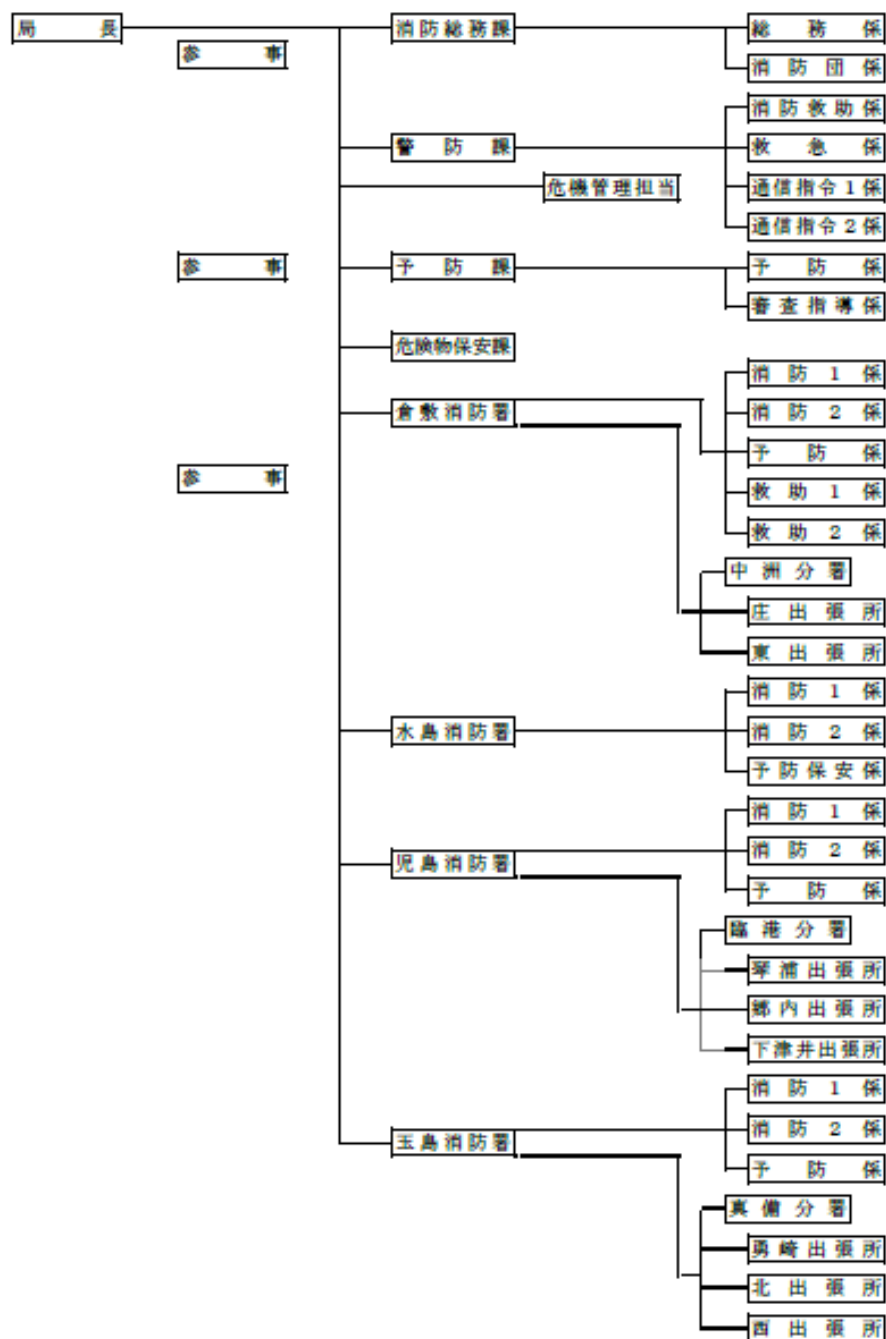 局長 消防総務課 総務係
参事
消防団係
消防救助係
警防課 救急係
危機管理担当 通信指令1係
通信指令2係
参事 予防課 予防係
審査指導係
危険物保安課
消防1係
倉敷消防署 消防2係
予防係
参事
救助1係
救助2係
中洲分署
庄出張所
東出張所
消防1係
水島消防署 消防2係
予防保安係
消防1係
児島消防署 消防2係
予防係
臨港分署
琴浦出張所
郷内出張所
下津井出張所
消防1係
玉島消防署 消防2係
予防係
真備分署
勇崎出張所
北出張所
西出張所